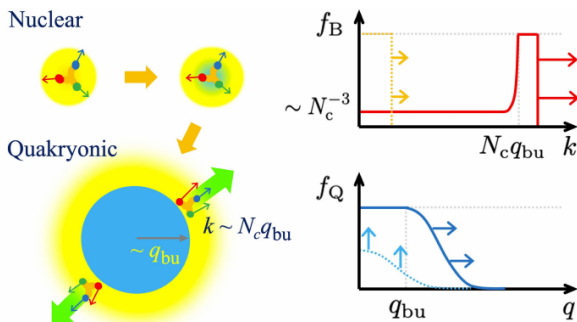 Nuclear
Quakryonic
~ q_bu
k ~ N_c q_bu
f_B
~ N_c^{-3}
N_c q_bu
k
f_Q
q_bu
q